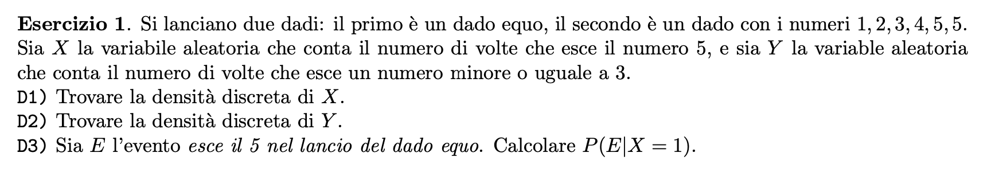 Esercizio 1. Si lanciano due dadi: il primo è un dado equo, il secondo è un dado con i numeri 1, 2, 3, 4, 5, 5.
Sia X la variabile aleatoria che conta il numero di volte che esce il numero 5, e sia Y la variable aleatoria
che conta il numero di volte che esce un numero minore o uguale a 3.
D1) Trovare la densità discreta di X.
D2) Trovare la densità discreta di Y.
D3) Sia E l'evento esce il 5 nel lancio del dado equo. Calcolare P(E|X = 1).